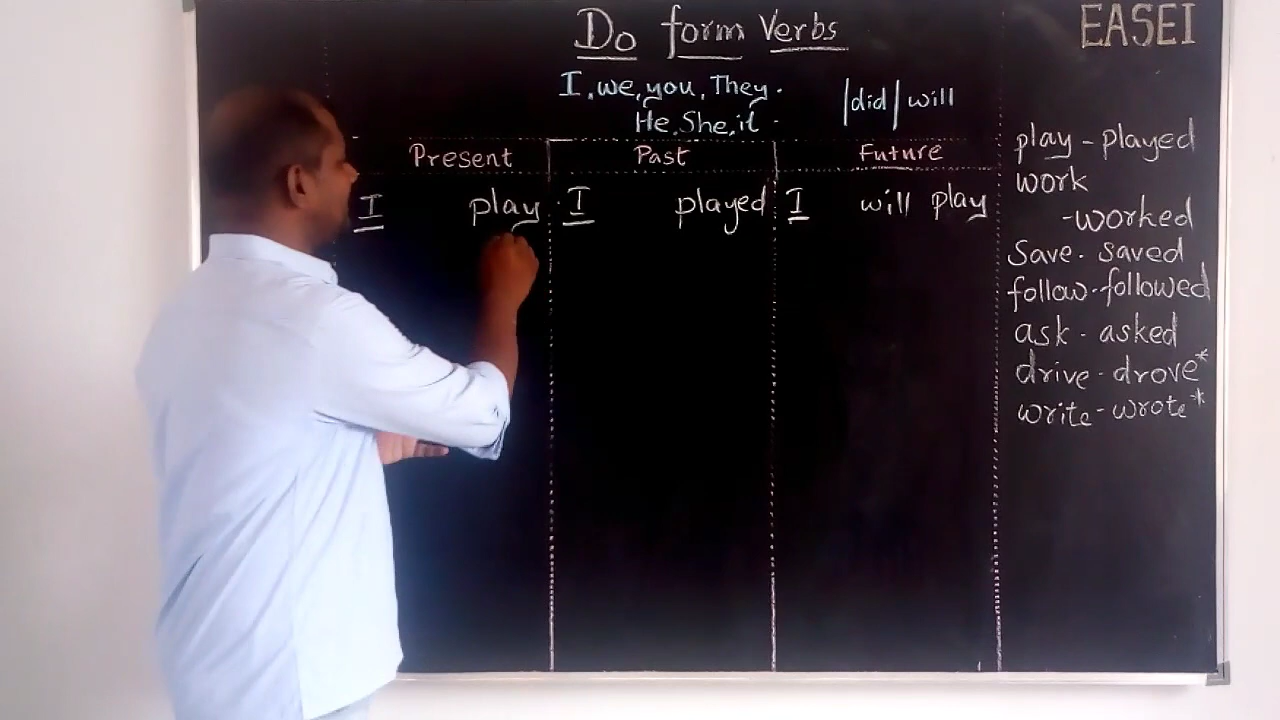 Do form Verbs
EASEI
I, we, you, They.
He, She, it.
/did/ will
Present Past Future
I play I played I will play
play - played
work
-worked
Save. saved
follow.followed
ask - asked
drive - drove*
write - wrote*